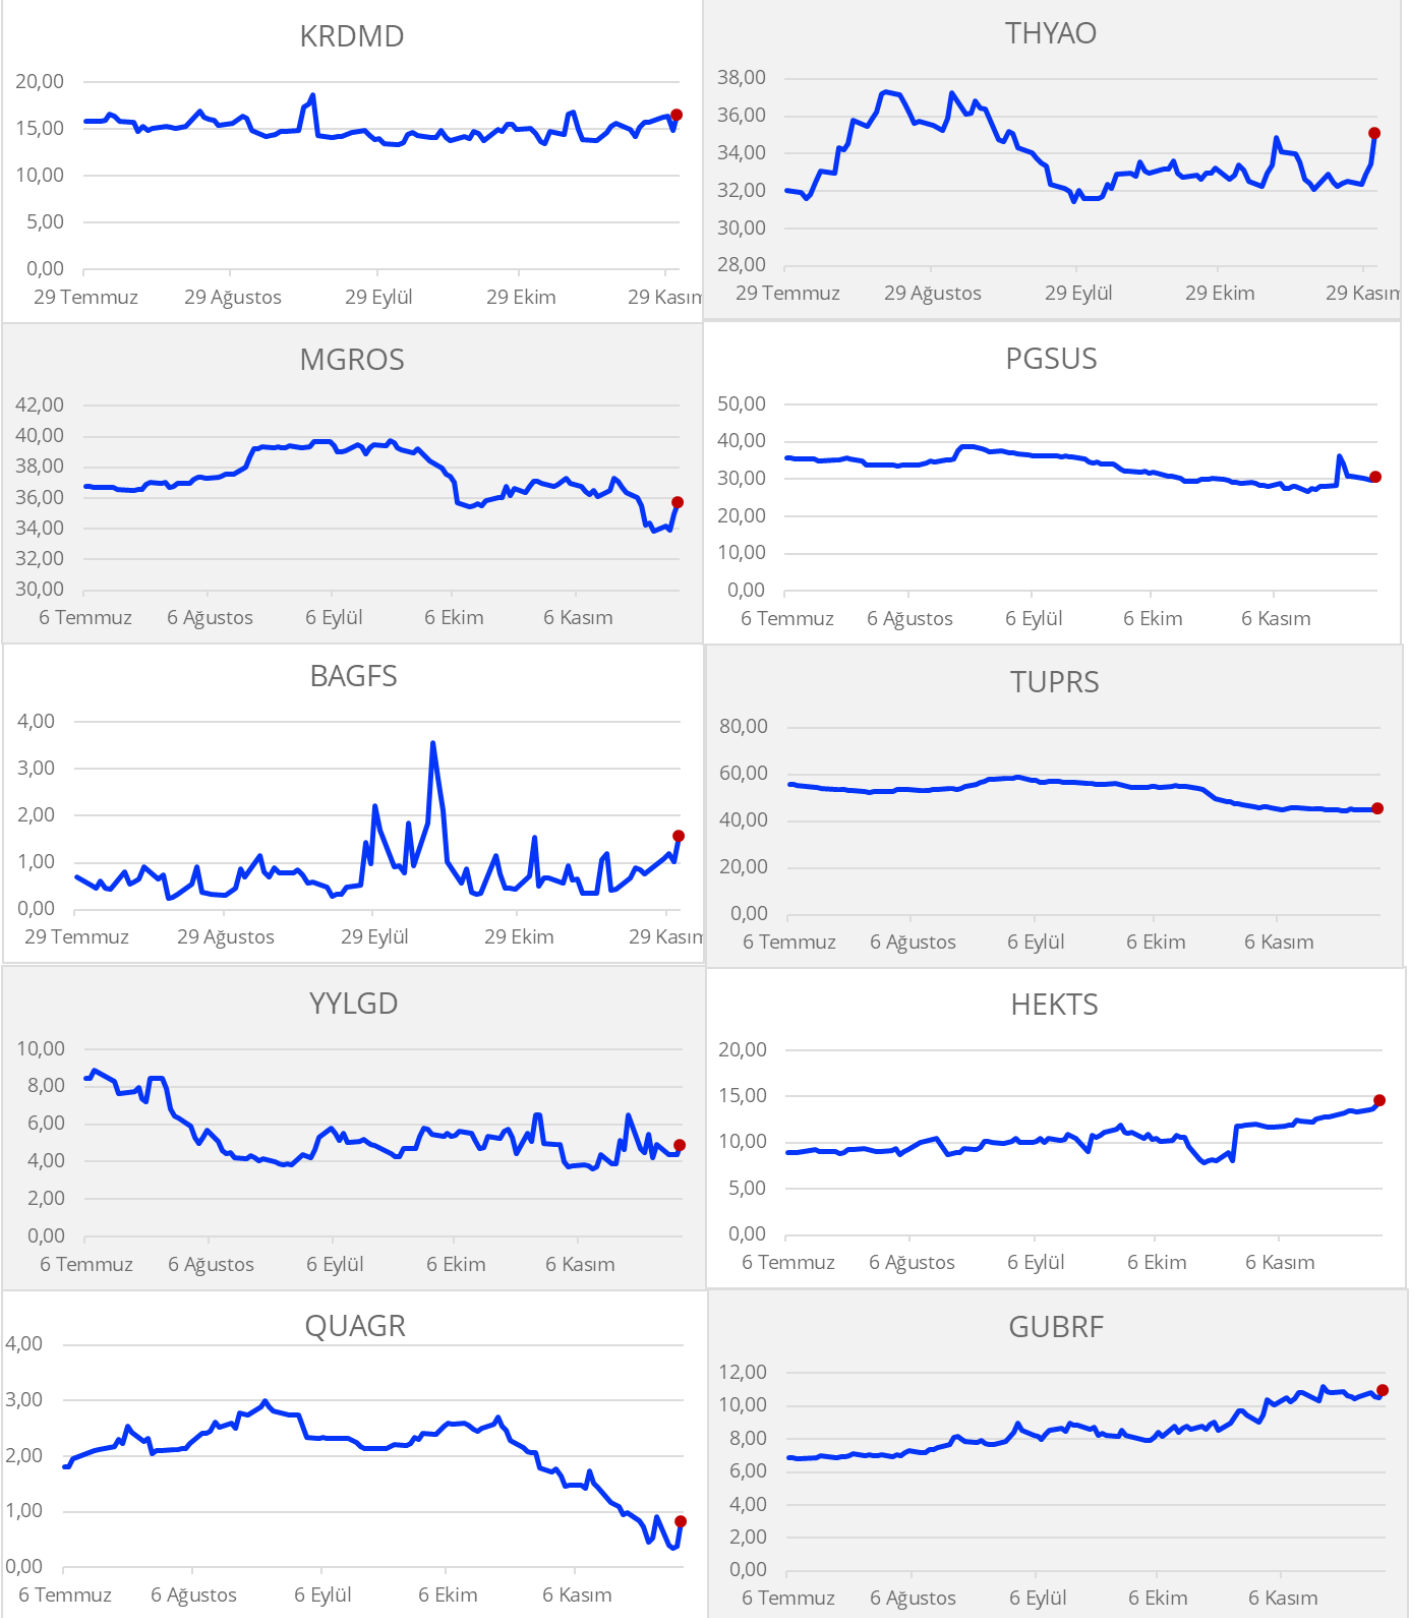 KRDMD
20,00
15,00
10,00
5,00
0,00
29 Temmuz 29 Ağustos 29 Eylül 29 Ekim 29 Kasım
THYAO
38,00
36,00
34,00
32,00
30,00
28,00
29 Temmuz 29 Ağustos 29 Eylül 29 Ekim 29 Kasım
MGROS
42,00
40,00
38,00
36,00
34,00
32,00
30,00
6 Temmuz 6 Ağustos 6 Eylül 6 Ekim 6 Kasım
PGSUS
50,00
40,00
30,00
20,00
10,00
0,00
6 Temmuz 6 Ağustos 6 Eylül 6 Ekim 6 Kasım
BAGFS
4,00
3,00
2,00
1,00
0,00
29 Temmuz 29 Ağustos 29 Eylül 29 Ekim 29 Kasım
TUPRS
80,00
60,00
40,00
20,00
0,00
6 Temmuz 6 Ağustos 6 Eylül 6 Ekim 6 Kasım
YYLGD
10,00
8,00
6,00
4,00
2,00
0,00
6 Temmuz 6 Ağustos 6 Eylül 6 Ekim 6 Kasım
HEKTS
20,00
15,00
10,00
5,00
0,00
6 Temmuz 6 Ağustos 6 Eylül 6 Ekim 6 Kasım
QUAGR
4,00
3,00
2,00
1,00
0,00
6 Temmuz 6 Ağustos 6 Eylül 6 Ekim 6 Kasım
GUBRF
12,00
10,00
8,00
6,00
4,00
2,00
0,00
6 Temmuz 6 Ağustos 6 Eylül 6 Ekim 6 Kasım